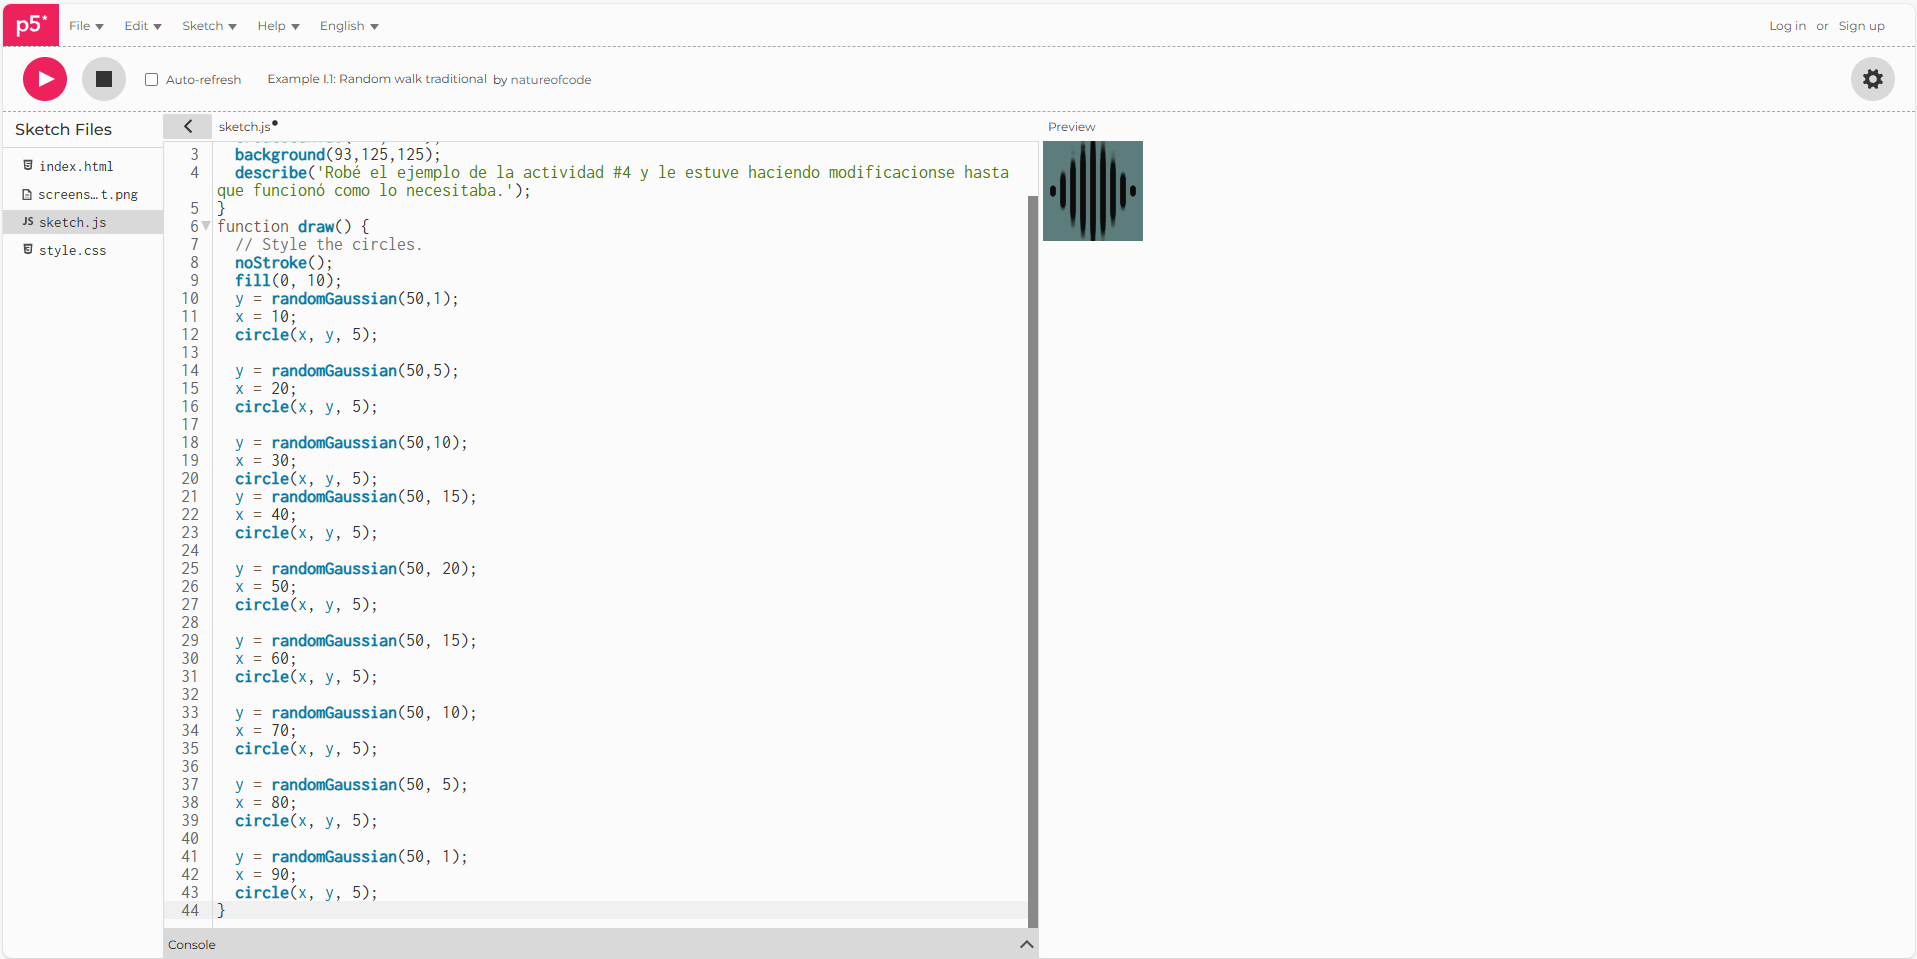 p5*
File Edit Sketch Help English
Log in or Sign up
Auto-refresh Example I.1: Random walk traditional by natureofcode
Sketch Files
index.html
screens...t.png
JS sketch.js
style.css
sketch.js
3 background(93,125,125);
4 describe('Robé el ejemplo de la actividad #4 y le estuve haciendo modificacionse hasta
que funcionó como lo necesitaba.');
5 }
6 function draw() {
7 // Style the circles.
8 noStroke();
9 fill(0, 10);
10 y = randomGaussian(50,1);
11 x = 10;
12 circle(x, y, 5);
13
14 y = randomGaussian(50,5);
15 x = 20;
16 circle(x, y, 5);
17
18 y = randomGaussian(50,10);
19 x = 30;
20 circle(x, y, 5);
21 y = randomGaussian(50, 15);
22 x = 40;
23 circle(x, y, 5);
24
25 y = randomGaussian(50, 20);
26 x = 50;
27 circle(x, y, 5);
28
29 y = randomGaussian(50, 15);
30 x = 60;
31 circle(x, y, 5);
32
33 y = randomGaussian(50, 10);
34 x = 70;
35 circle(x, y, 5);
36
37 y = randomGaussian(50, 5);
38 x = 80;
39 circle(x, y, 5);
40
41 y = randomGaussian(50, 1);
42 x = 90;
43 circle(x, y, 5);
44 }
Console
Preview